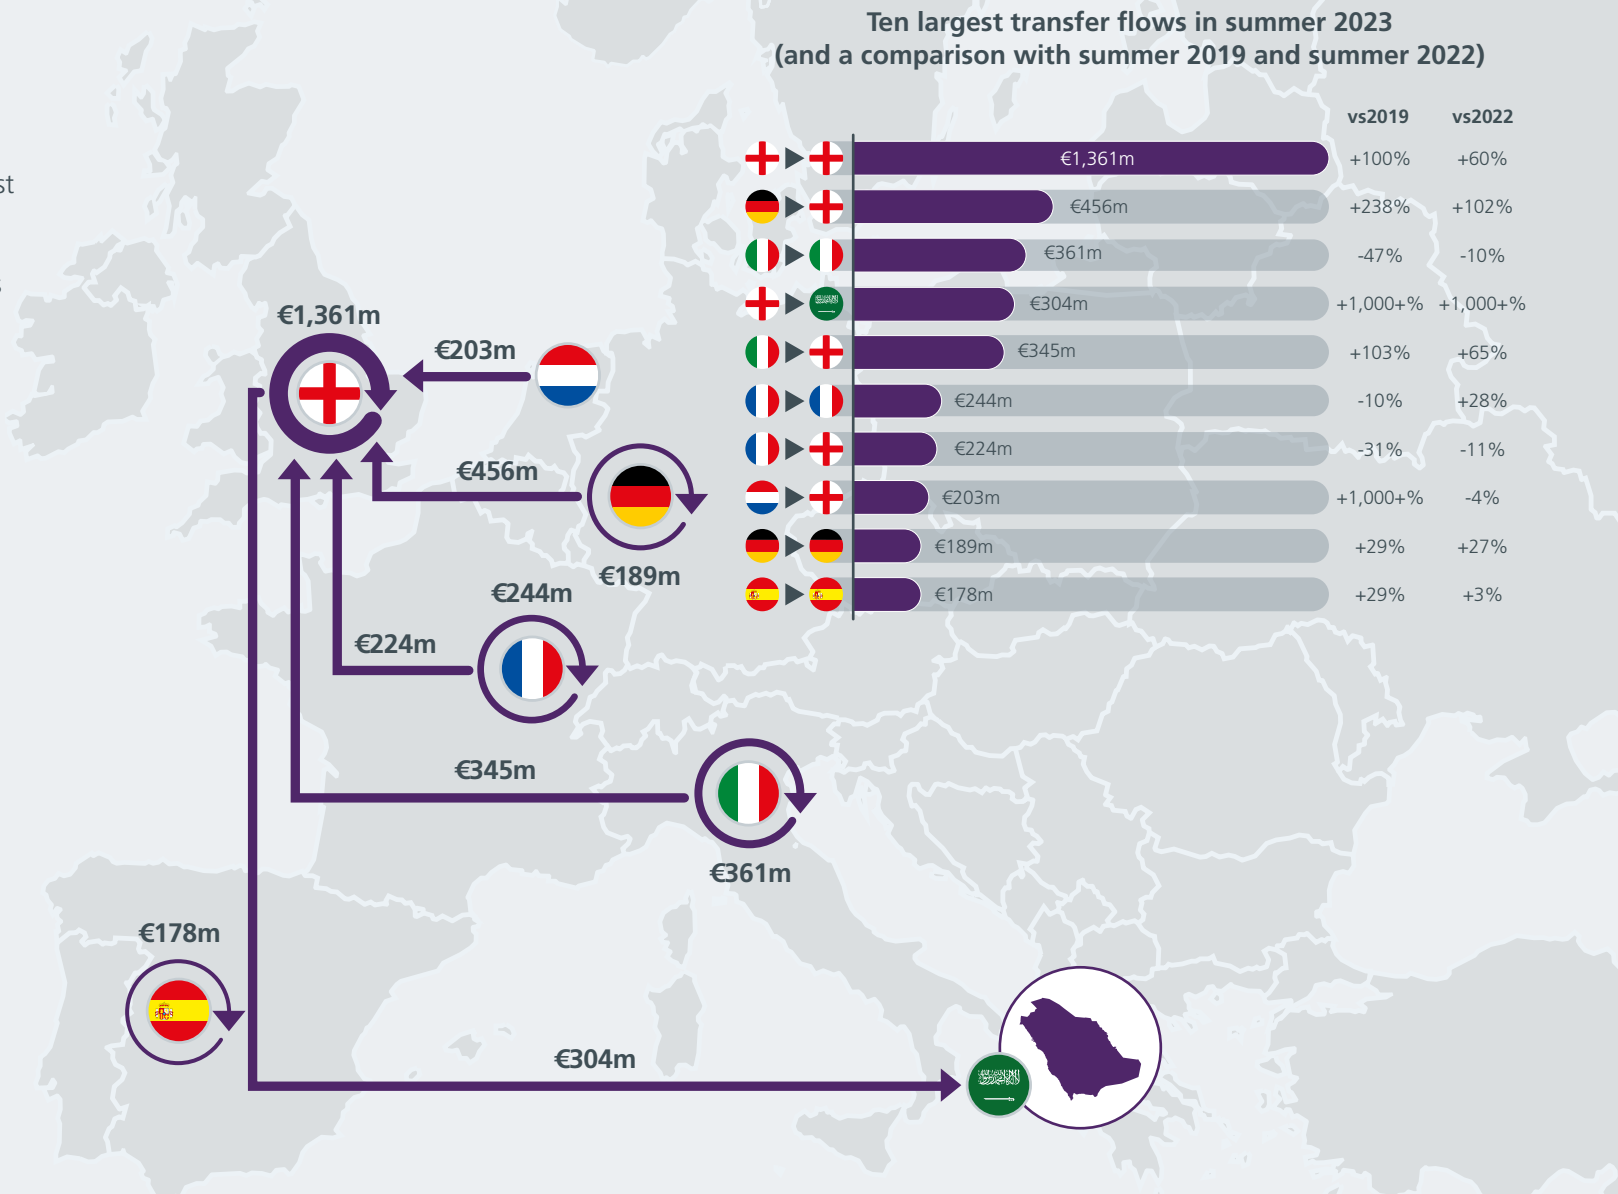 Ten largest transfer flows in summer 2023
(and a comparison with summer 2019 and summer 2022)
vs2019 vs2022
€1,361m +100% +60%
€456m +238% +102%
€361m -47% -10%
€304m +1,000+% +1,000+%
€345m +103% +65%
€244m -10% +28%
€224m -31% -11%
€203m +1,000+% -4%
€189m +29% +27%
€178m +29% +3%
st
€1,361m
€203m
€456m
€189m
€244m
€224m
€345m
€361m
€178m
€304m